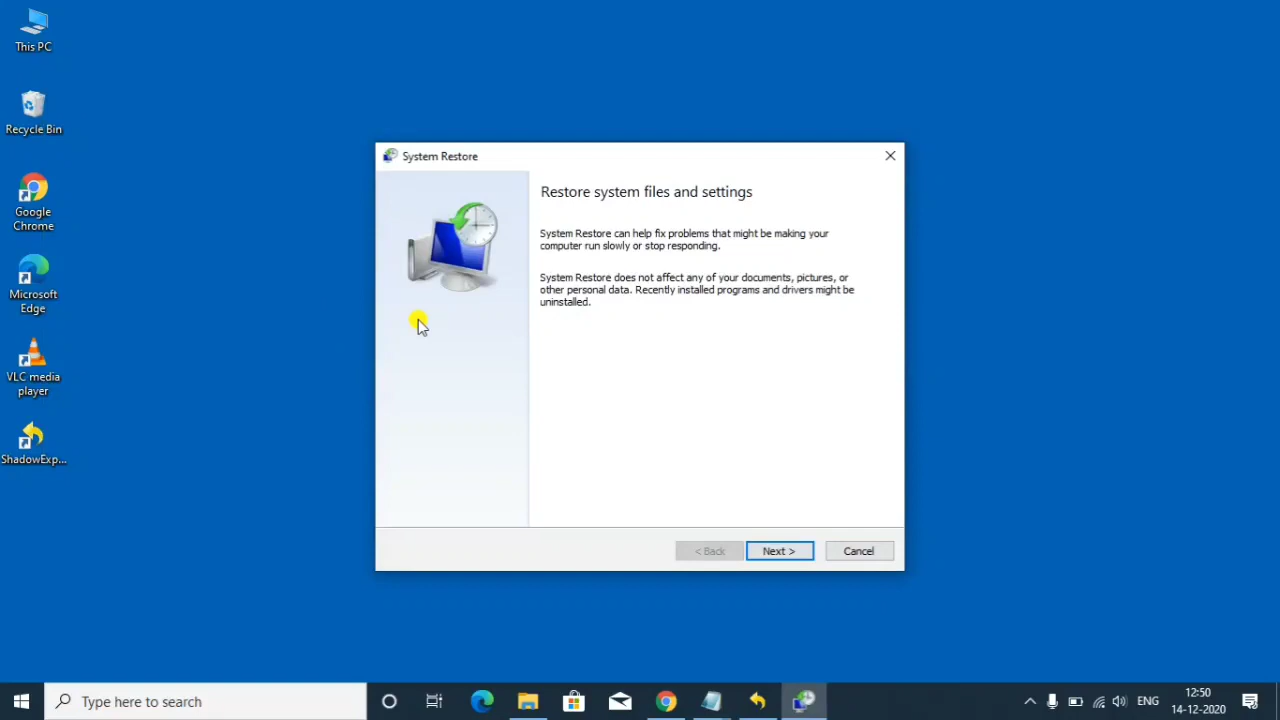 This PC
Recycle Bin
Google
Chrome
Microsoft
Edge
VLC media
player
ShadowExp...
System Restore
Restore system files and settings
System Restore can help fix problems that might be making your
computer run slowly or stop responding.
System Restore does not affect any of your documents, pictures, or
other personal data. Recently installed programs and drivers might be
uninstalled.
< Back
Next >
Cancel
Type here to search
ENG
12:50
14-12-2020